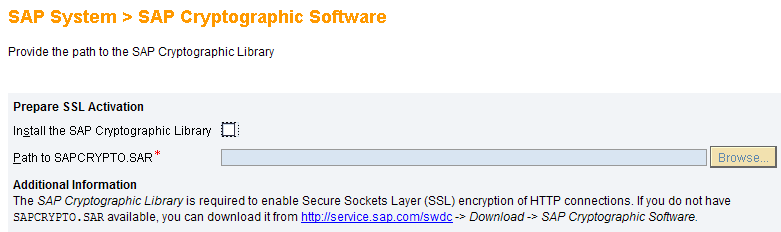 SAP System > SAP Cryptographic Software
Provide the path to the SAP Cryptographic Library
Prepare SSL Activation
Install the SAP Cryptographic Library
Path to SAPCRYPTO.SAR* Browse...
Additional Information
The SAP Cryptographic Library is required to enable Secure Sockets Layer (SSL) encryption of HTTP connections. If you do not have
SAPCRYPTO.SAR available, you can download it from http://service.sap.com/swdc -> Download -> SAP Cryptographic Software.